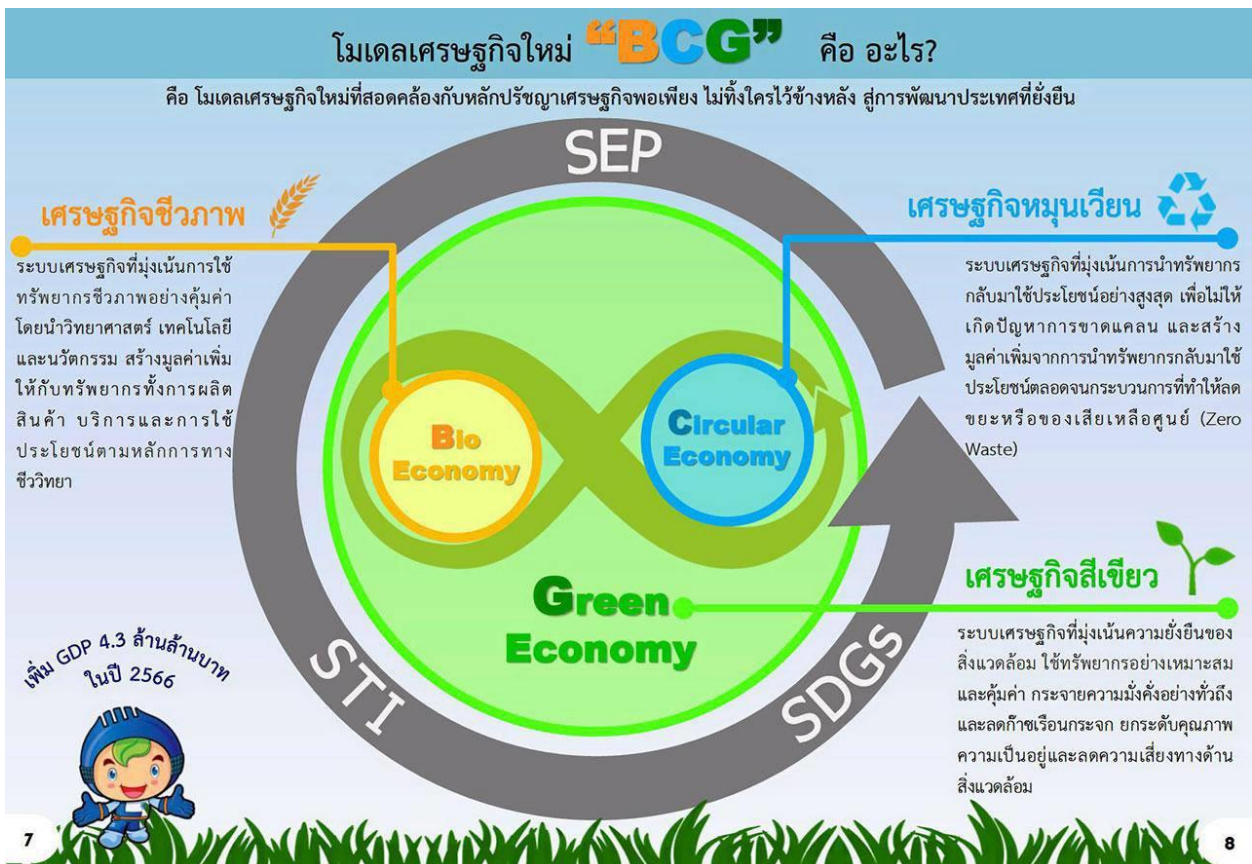 โมเดลเศรษฐกิจใหม่ “BCG” คือ อะไร?
คือ โมเดลเศรษฐกิจใหม่ที่สอดคล้องกับหลักปรัชญาเศรษฐกิจพอเพียง ไม่ทิ้งใครไว้ข้างหลัง สู่การพัฒนาประเทศที่ยั่งยืน
SEP
เศรษฐกิจชีวภาพ
ระบบเศรษฐกิจที่มุ่งเน้นการใช้
ทรัพยากรชีวภาพอย่างคุ้มค่า
โดยนำวิทยาศาสตร์ เทคโนโลยี
และนวัตกรรม สร้างมูลค่าเพิ่ม
ให้กับทรัพยากรทั้งการผลิต
สินค้า บริการและการใช้
ประโยชน์ตามหลักการทาง
ชีววิทยา
เศรษฐกิจหมุนเวียน
ระบบเศรษฐกิจที่มุ่งเน้นการนำทรัพยากร
กลับมาใช้ประโยชน์อย่างสูงสุด เพื่อไม่ให้
เกิดปัญหาการขาดแคลน และสร้าง
มูลค่าเพิ่มจากการนำทรัพยากรกลับมาใช้
ประโยชน์ตลอดจนกระบวนการที่ทำให้ลด
ขยะหรือของเสียเหลือศูนย์ (Zero
Waste)
Bio
Economy
Circular
Economy
Green
Economy
เศรษฐกิจสีเขียว
ระบบเศรษฐกิจที่มุ่งเน้นความยั่งยืนของ
สิ่งแวดล้อม ใช้ทรัพยากรอย่างเหมาะสม
และคุ้มค่า กระจายความมั่งคั่งอย่างทั่วถึง
และลดก๊าซเรือนกระจก ยกระดับคุณภาพ
ความเป็นอยู่และลดความเสี่ยงทางด้าน
สิ่งแวดล้อม
STI
SDGs
เพิ่ม GDP 4.3 ล้านล้านบาท
ในปี 2566
7
8